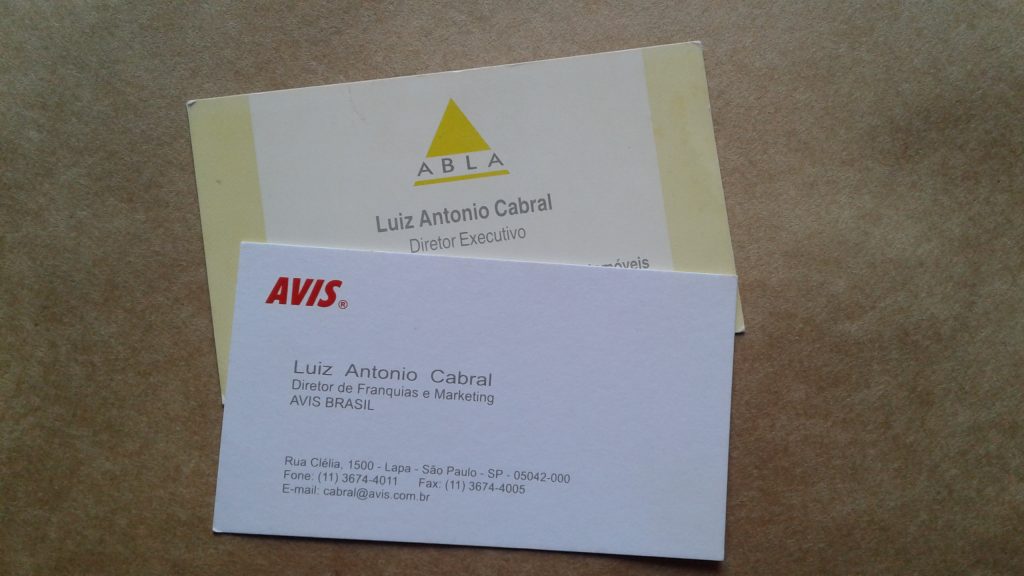 ABLA
Luiz Antonio Cabral
Diretor Executivo
AVIS®
Luiz Antonio Cabral
Diretor de Franquias e Marketing
AVIS BRASIL
Rua Clélia, 1500 - Lapa - São Paulo - SP - 05042-000
Fone: (11) 3674-4011 Fax: (11) 3674-4005
E-mail: cabral@avis.com.br